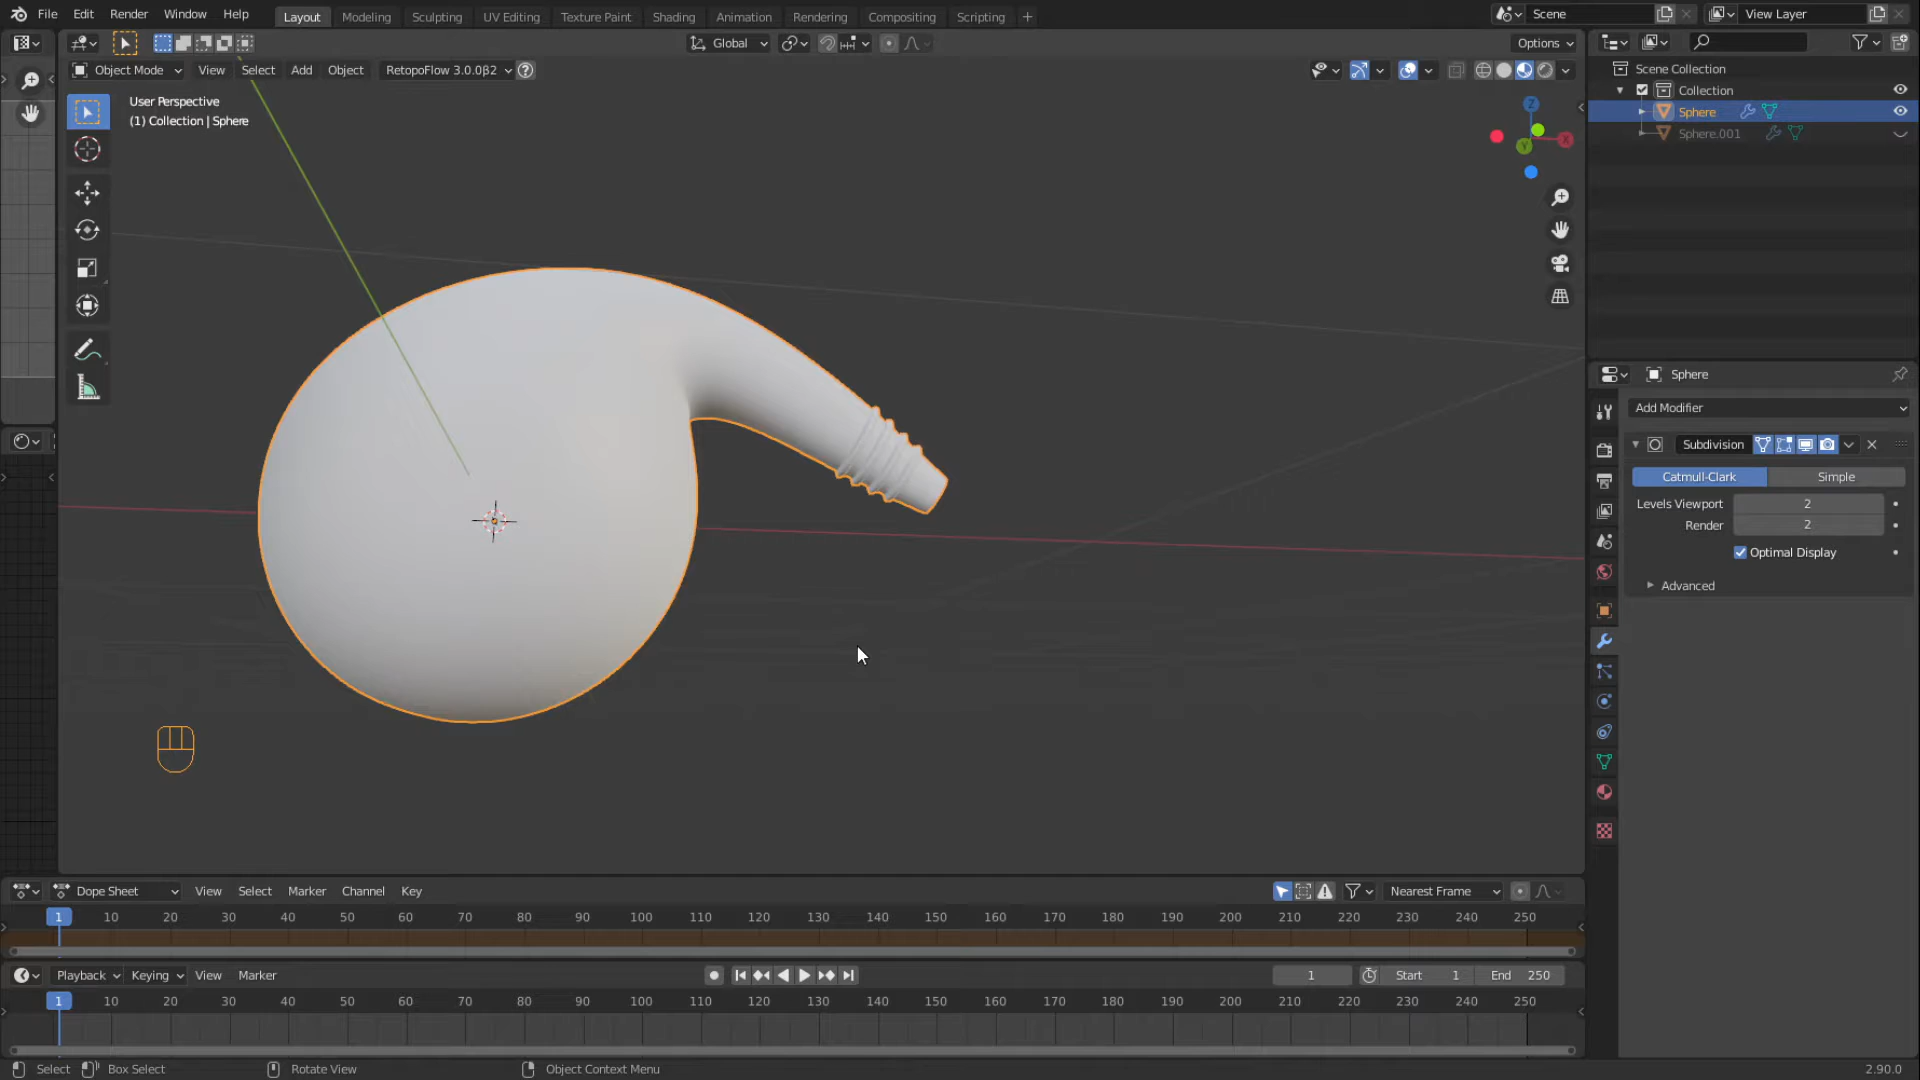 File Edit Render Window Help Layout Modeling Sculpting UV Editing Texture Paint Shading Animation Rendering Compositing Scripting + Scene View Layer
Global Options
Object Mode View Select Add Object RetopoFlow 3.0.0β2 ?
User Perspective
(1) Collection | Sphere
Z
X
Y
Scene Collection
Collection
Sphere
Sphere.001
Sphere
Add Modifier
Subdivision
Catmull-Clark Simple
Levels Viewport 2
Render 2
Optimal Display
Advanced
Dope Sheet View Select Marker Channel Key Nearest Frame
1 10 20 30 40 50 60 70 80 90 100 110 120 130 140 150 160 170 180 190 200 210 220 230 240 250
Playback Keying View Marker 1 Start 1 End 250
1 10 20 30 40 50 60 70 80 90 100 110 120 130 140 150 160 170 180 190 200 210 220 230 240 250
Select Box Select Rotate View Object Context Menu 2.90.0